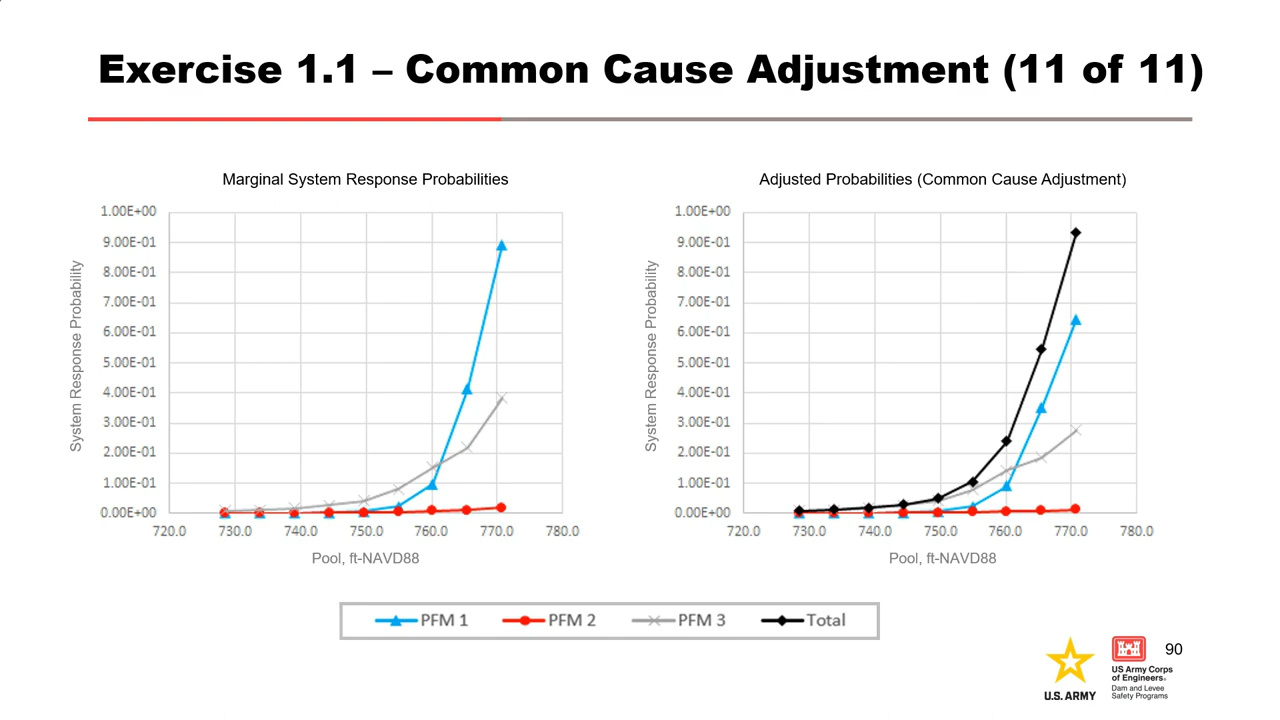 Exercise 1.1 – Common Cause Adjustment (11 of 11)
Marginal System Response Probabilities
System Response Probability
1.00E+00
9.00E-01
8.00E-01
7.00E-01
6.00E-01
5.00E-01
4.00E-01
3.00E-01
2.00E-01
1.00E-01
0.00E+00
720.0 730.0 740.0 750.0 760.0 770.0 780.0
Pool, ft-NAVD88
Adjusted Probabilities (Common Cause Adjustment)
System Response Probability
1.00E+00
9.00E-01
8.00E-01
7.00E-01
6.00E-01
5.00E-01
4.00E-01
3.00E-01
2.00E-01
1.00E-01
0.00E+00
720.0 730.0 740.0 750.0 760.0 770.0 780.0
Pool, ft-NAVD88
PFM 1 PFM 2 PFM 3 Total
U.S. ARMY
US Army Corps
of Engineers®
Dam and Levee
Safety Programs
90